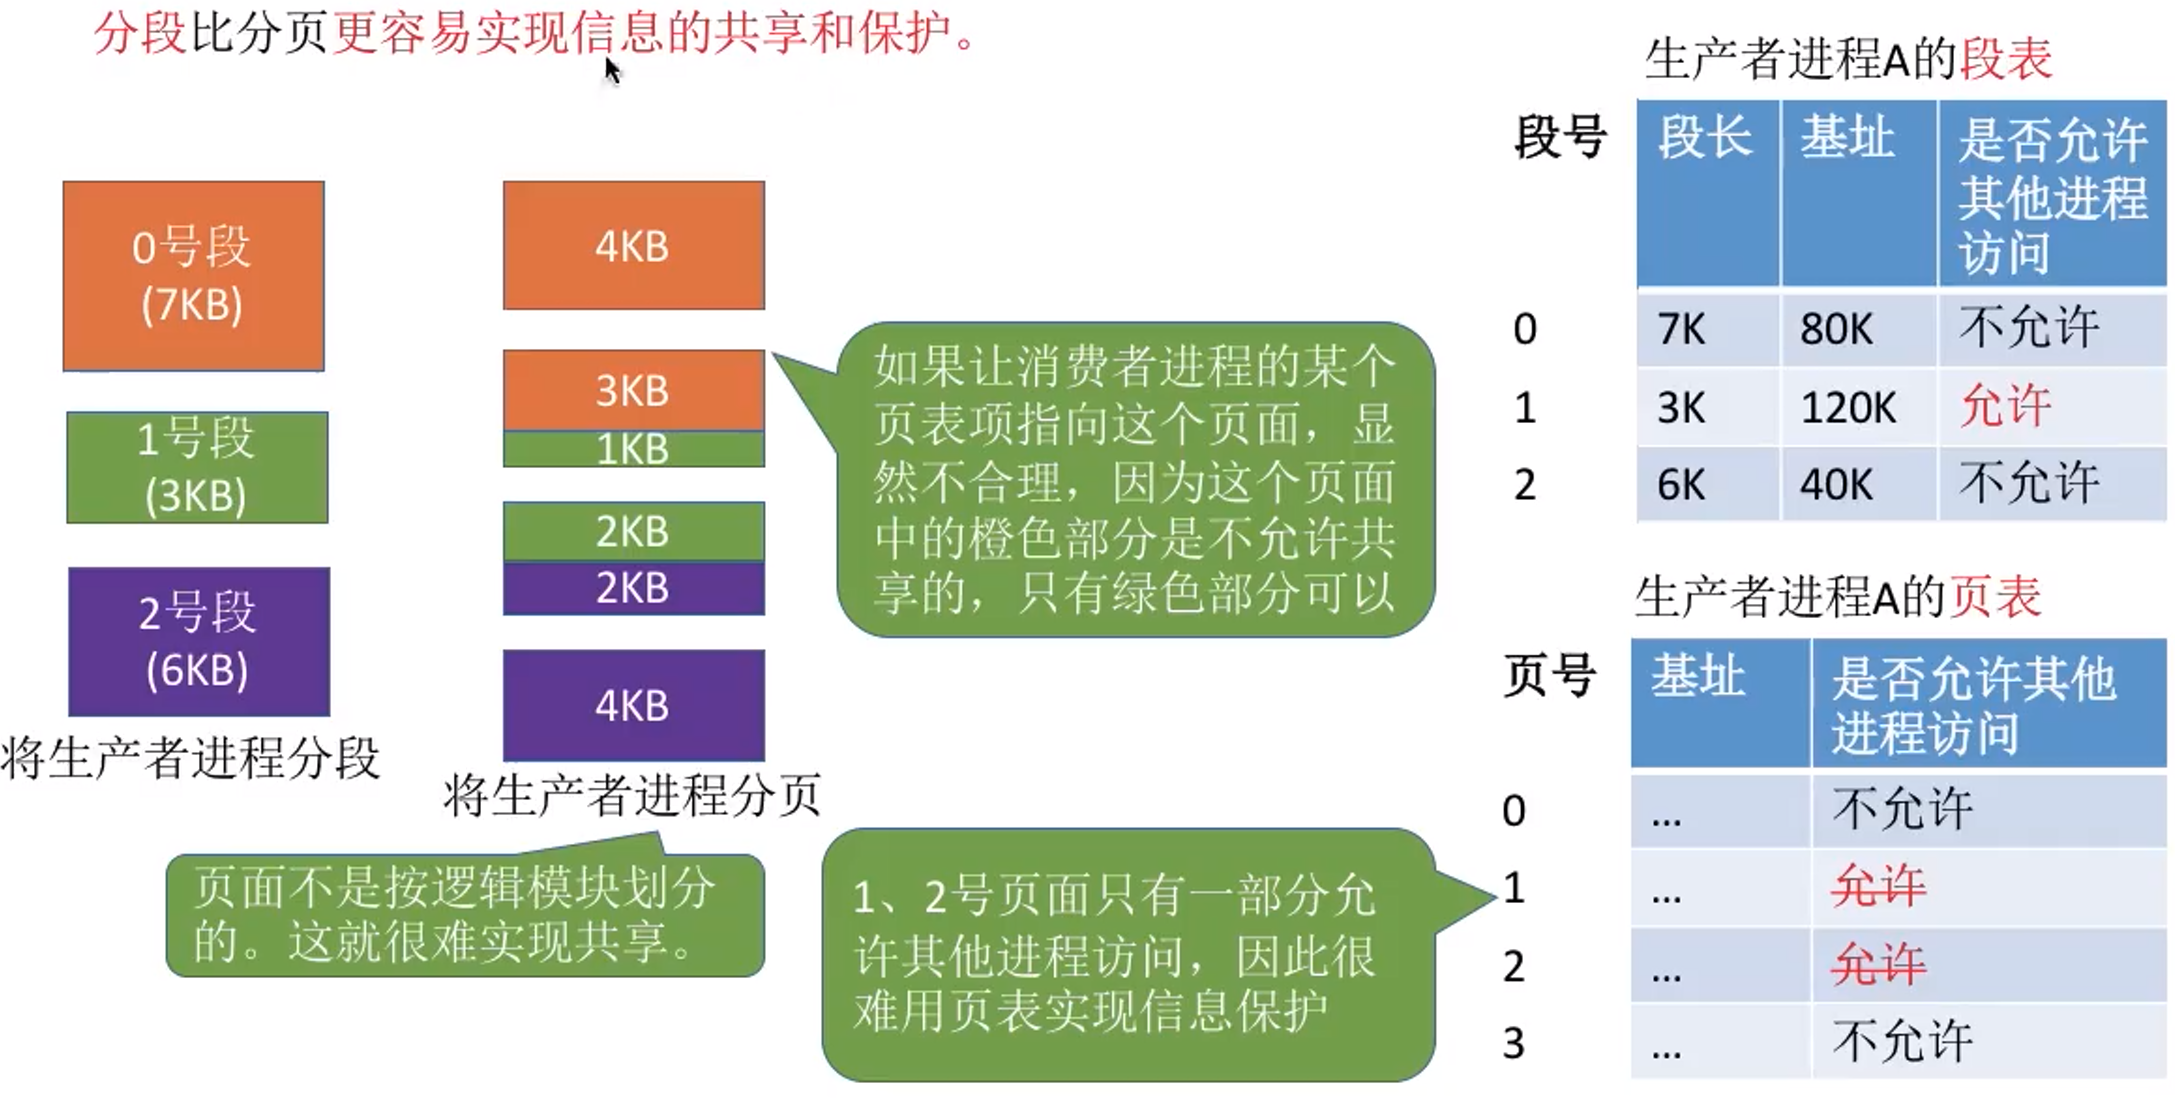 分段比分页更容易实现信息的共享和保护。
0号段
(7KB)
1号段
(3KB)
2号段
(6KB)
将生产者进程分段
4KB
3KB
1KB
2KB
2KB
4KB
将生产者进程分页
页面不是按逻辑模块划分
的。这就很难实现共享。
如果让消费者进程的某个
页表项指向这个页面，显
然不合理，因为这个页面
中的橙色部分是不允许共
享的，只有绿色部分可以
1、2号页面只有一部分允
许其他进程访问，因此很
难用页表实现信息保护
生产者进程A的段表
段号 段长 基址 是否允许
其他进程
访问
0 7K 80K 不允许
1 3K 120K 允许
2 6K 40K 不允许
生产者进程A的页表
页号 基址 是否允许其他
进程访问
0 ... 不允许
1 ... 允许
2 ... 允许
3 ... 不允许